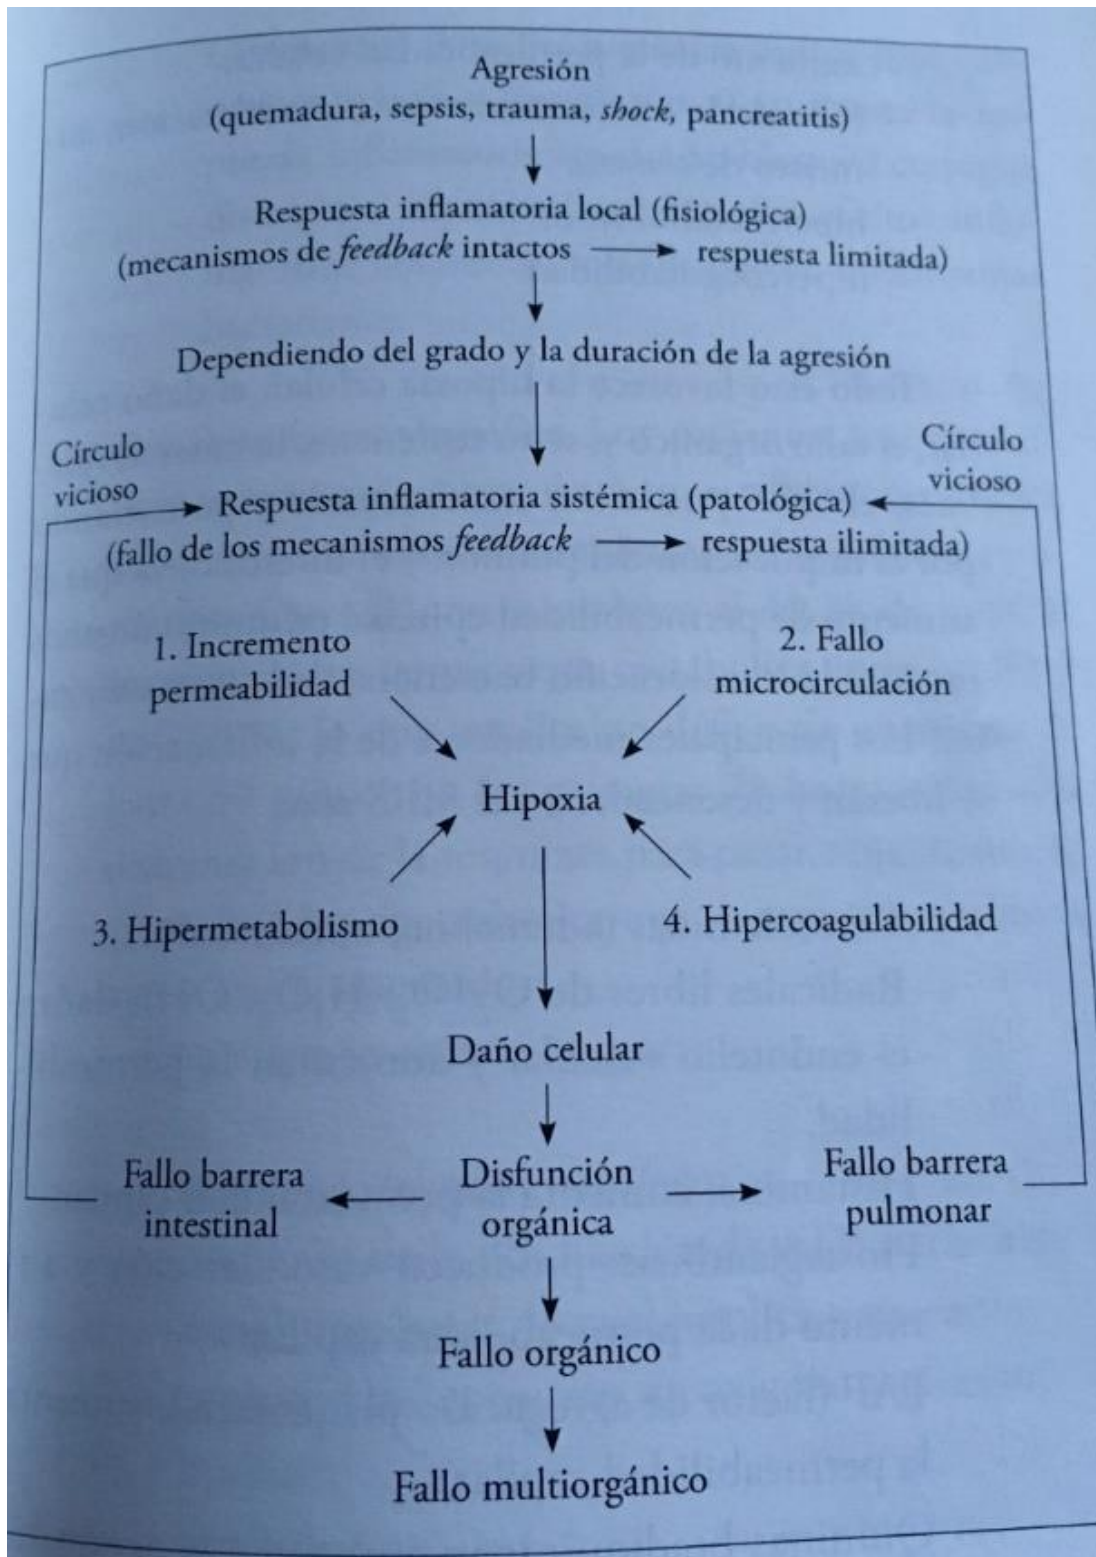 Agresión
(quemadura, sepsis, trauma, shock, pancreatitis)
Respuesta inflamatoria local (fisiológica)
(mecanismos de feedback intactos respuesta limitada)
Dependiendo del grado y la duración de la agresión
Círculo
vicioso
Círculo
vicioso
Respuesta inflamatoria sistémica (patológica)
(fallo de los mecanismos feedback respuesta ilimitada)
1. Incremento
permeabilidad
2. Fallo
microcirculación
Hipoxia
3. Hipermetabolismo
4. Hipercoagulabilidad
Daño celular
Fallo barrera
intestinal
Disfunción
orgánica
Fallo barrera
pulmonar
Fallo orgánico
Fallo multiorgánico